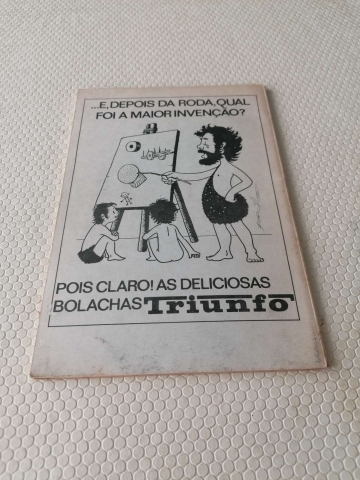 ...E, DEPOIS DA RODA, QUAL
FOI A MAIOR INVENÇÃO?
POIS CLARO! AS DELICIOSAS
BOLACHAS Triunfo